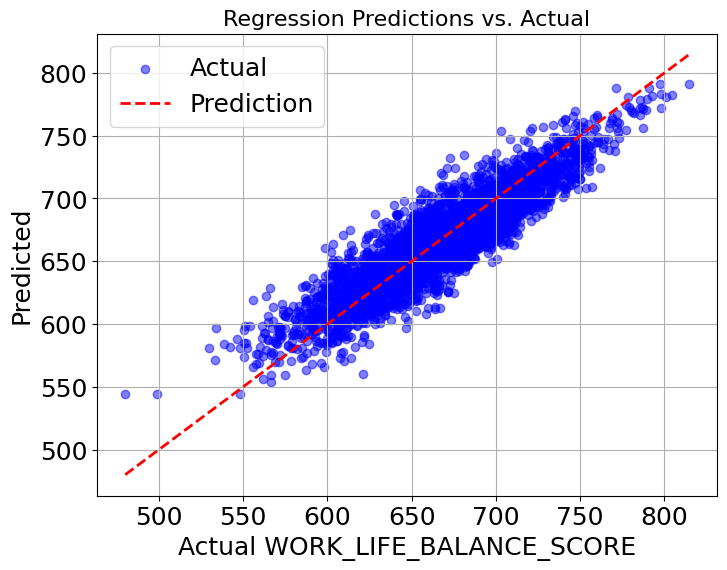 Regression Predictions vs. Actual
Actual
Prediction
800
750
700
650
600
550
500
Predicted
500 550 600 650 700 750 800
Actual WORK_LIFE_BALANCE_SCORE